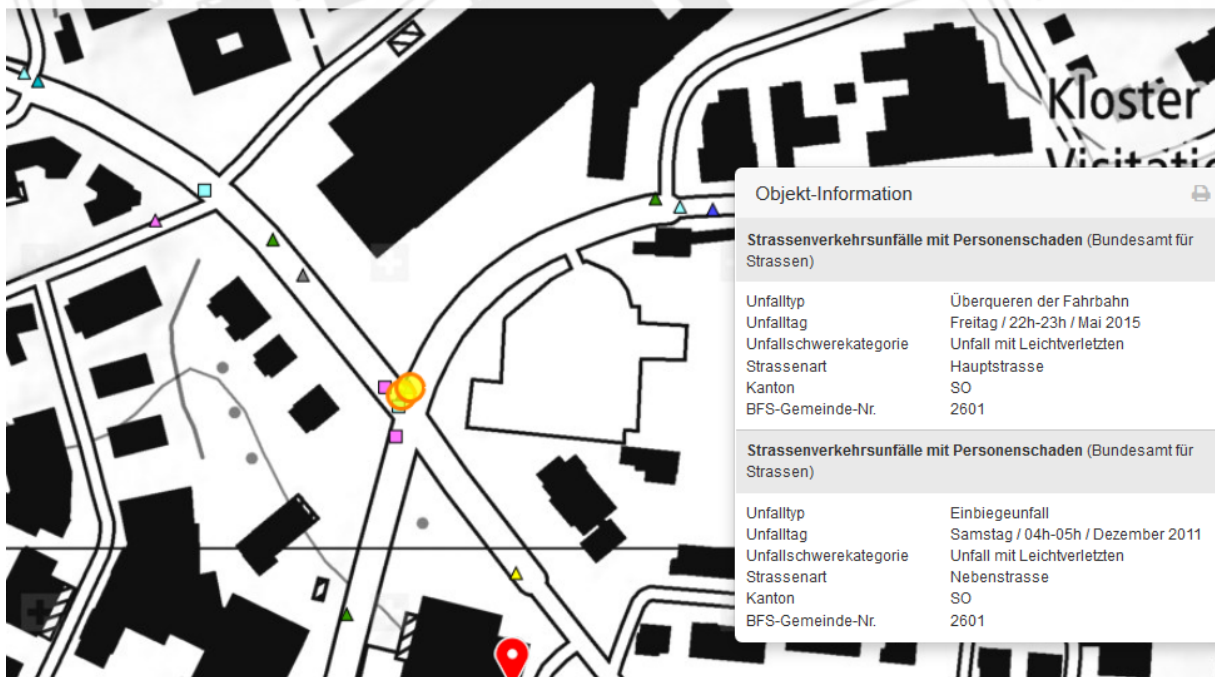 Kloster
Objekt-Information
Strassenverkehrsunfälle mit Personenschaden (Bundesamt für
Strassen)
Unfalltyp Überqueren der Fahrbahn
Unfalltag Freitag / 22h-23h / Mai 2015
Unfallschwerekategorie Unfall mit Leichtverletzten
Strassenart Hauptstrasse
Kanton SO
BFS-Gemeinde-Nr. 2601
Strassenverkehrsunfälle mit Personenschaden (Bundesamt für
Strassen)
Unfalltyp Einbiegeunfall
Unfalltag Samstag / 04h-05h / Dezember 2011
Unfallschwerekategorie Unfall mit Leichtverletzten
Strassenart Nebenstrasse
Kanton SO
BFS-Gemeinde-Nr. 2601